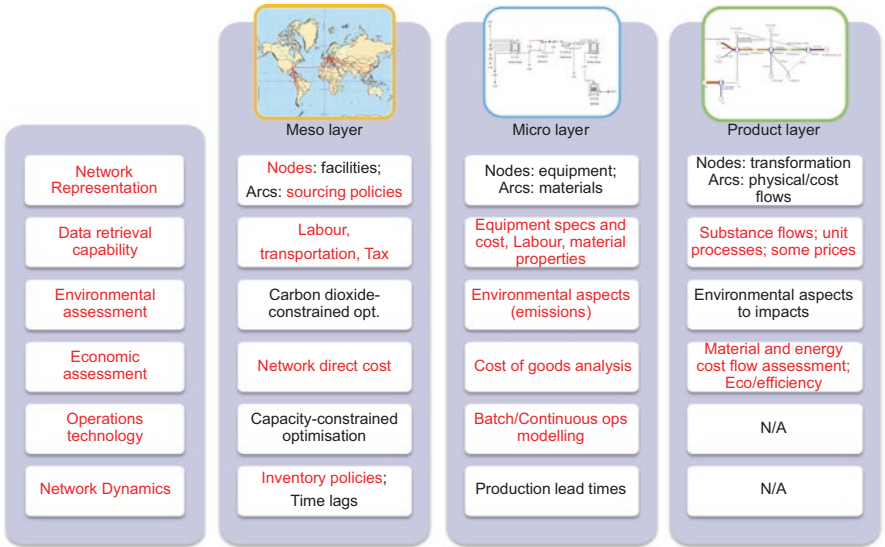 Meso layer
Micro layer
Product layer
Network
Representation
Nodes: facilities;
Arcs: sourcing policies
Nodes: equipment;
Arcs: materials
Nodes: transformation
Arcs: physical/cost
flows
Data retrieval
capability
Labour,
transportation, Tax
Equipment specs and
cost, Labour, material
properties
Substance flows; unit
processes; some prices
Environmental
assessment
Carbon dioxide-
constrained opt.
Environmental aspects
(emissions)
Environmental aspects
to impacts
Economic
assessment
Network direct cost
Cost of goods analysis
Material and energy
cost flow assessment;
Eco/efficiency
Operations
technology
Capacity-constrained
optimisation
Batch/Continuous ops
modelling
N/A
Network Dynamics
Inventory policies;
Time lags
Production lead times
N/A